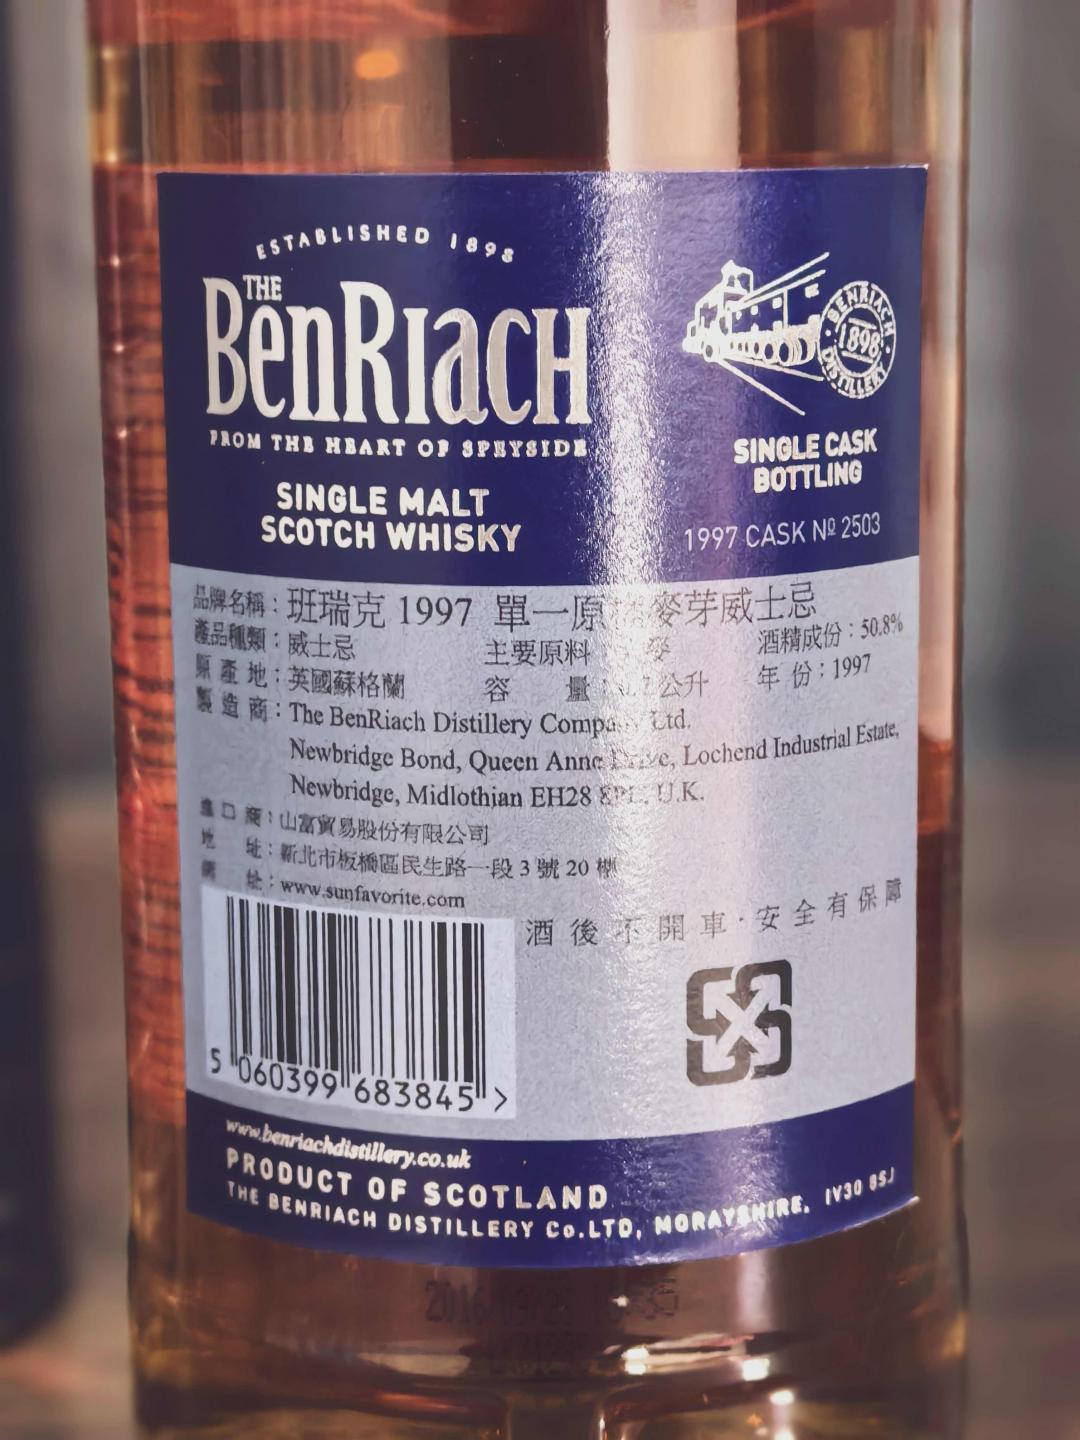 ESTABLISHED 1898
THE
BENRIACH
FROM THE HEART OF SPEYSIDE
SINGLE MALT
SCOTCH WHISKY
BENRIACH
1898
DISTILLERY
SINGLE CASK
BOTTLING
1997 CASK Nº 2503
品牌名稱：班瑞克 1997 單一原 麥芽威士忌
產品種類：威士忌 主要原料 麥 酒精成份：50.8%
原產地：英國蘇格蘭 容量 公升 年份：1997
製造商：The BenRiach Distillery Ltd.
Newbridge Bond, Queen Anne Lochend Industrial Estate,
Newbridge, Midlothian EH28 U.K.
進口商：山富貿易股份有限公司
地址：新北市板橋區民生路一段3號20樓
網址：www.sunfavorite.com
酒後不開車．安全有保障
5 060399 683845 >
www.benriachdistillery.co.uk
PRODUCT OF SCOTLAND
THE BENRIACH DISTILLERY Co.LTD, MORAYSHIRE, IV30 8SJ